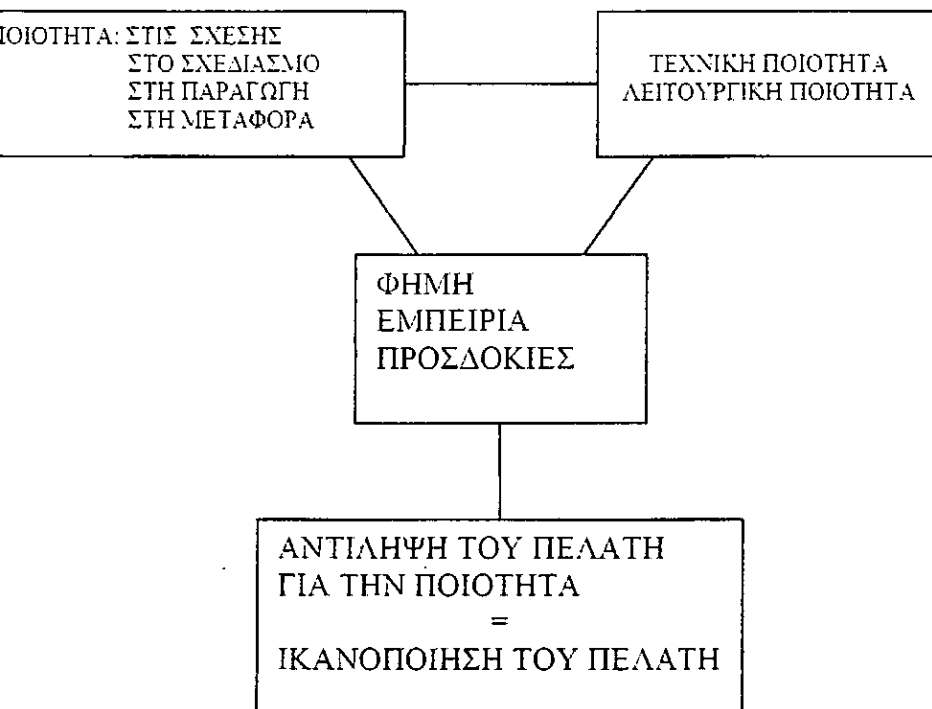 ΠΟΙΟΤΗΤΑ: ΣΤΙΣ ΣΧΕΣΗΣ
ΣΤΟ ΣΧΕΔΙΑΣΜΟ
ΣΤΗ ΠΑΡΑΓΩΓΗ
ΣΤΗ ΜΕΤΑΦΟΡΑ
ΤΕΧΝΙΚΗ ΠΟΙΟΤΗΤΑ
ΛΕΙΤΟΥΡΓΙΚΗ ΠΟΙΟΤΗΤΑ
ΦΗΜΗ
ΕΜΠΕΙΡΙΑ
ΠΡΟΣΔΟΚΙΕΣ
ΑΝΤΙΛΗΨΗ ΤΟΥ ΠΕΛΑΤΗ
ΓΙΑ ΤΗΝ ΠΟΙΟΤΗΤΑ
=
ΙΚΑΝΟΠΟΙΗΣΗ ΤΟΥ ΠΕΛΑΤΗ